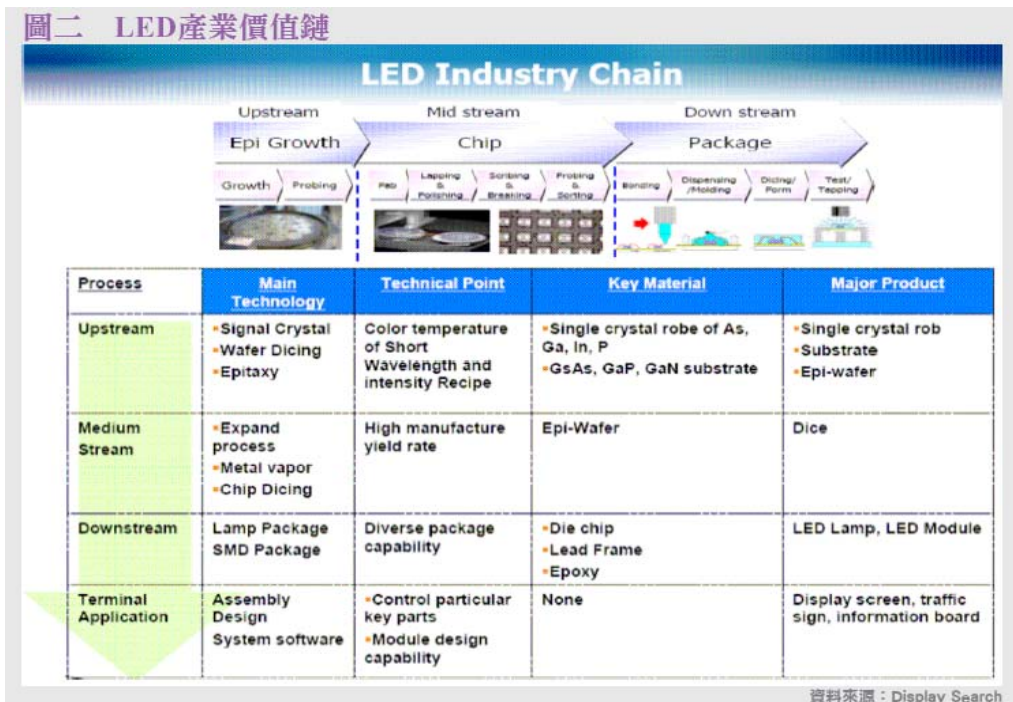 圖二 LED產業價值鏈
LED Industry Chain
Upstream
Mid stream
Down stream
Epi Growth
Chip
Package
Growth
Probing
Fab
Lapping
&
Polishing
Scribing
&
Breaking
Probing
&
Sorting
Bonding
Dispensing
/Molding
Dicing/
Form
Test/
Tapping
Process
Main
Technology
Technical Point
Key Material
Major Product
Upstream
▪Signal Crystal
▪Wafer Dicing
▪Epitaxy
Color temperature
of Short
Wavelength and
intensity Recipe
▪Single crystal robe of As,
Ga, In, P
▪GsAs, GaP, GaN substrate
▪Single crystal rob
▪Substrate
▪Epi-wafer
Medium
Stream
▪Expand
process
▪Metal vapor
▪Chip Dicing
High manufacture
yield rate
Epi-Wafer
Dice
Downstream
Lamp Package
SMD Package
Diverse package
capability
▪Die chip
▪Lead Frame
▪Epoxy
LED Lamp, LED Module
Terminal
Application
Assembly
Design
System software
▪Control particular
key parts
▪Module design
capability
None
Display screen, traffic
sign, information board
資料來源：Display Search